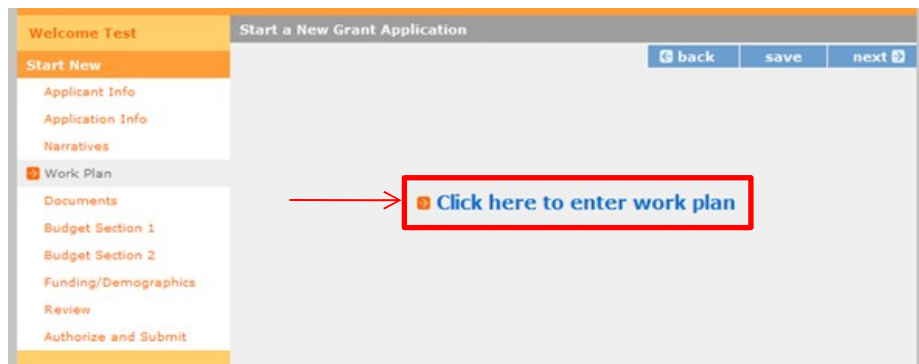 Welcome Test
Start a New Grant Application
back save next
Start New
Applicant Info
Application Info
Narratives
Work Plan
Click here to enter work plan
Documents
Budget Section 1
Budget Section 2
Funding/Demographics
Review
Authorize and Submit